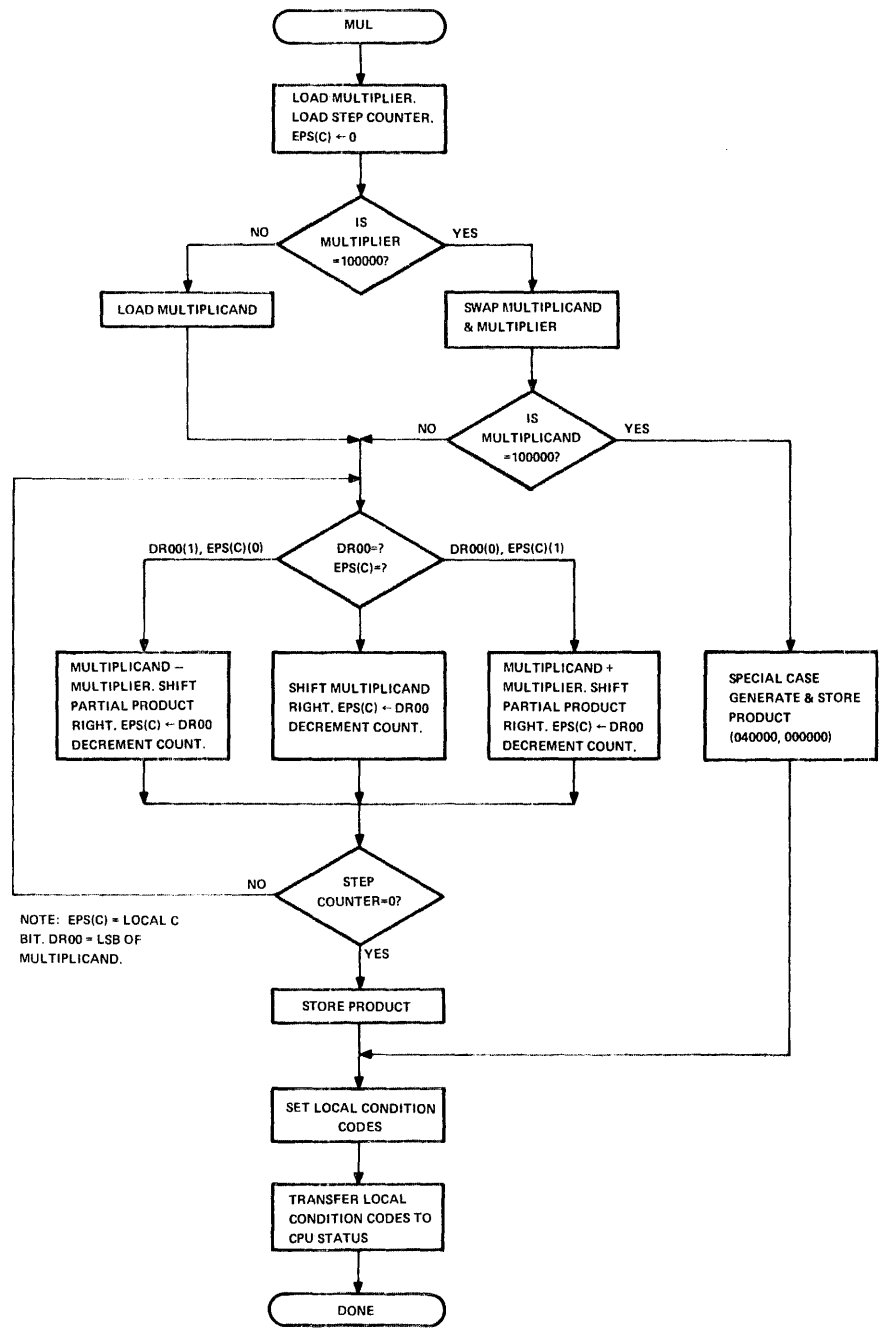 MUL
LOAD MULTIPLIER.
LOAD STEP COUNTER.
EPS(C) ← 0
IS
MULTIPLIER
=100000?
NO
YES
LOAD MULTIPLICAND
SWAP MULTIPLICAND
& MULTIPLIER
IS
MULTIPLICAND
=100000?
NO
YES
DR00=?
EPS(C)=?
DR00(1), EPS(C)(0)
DR00(0), EPS(C)(1)
MULTIPLICAND –
MULTIPLIER. SHIFT
PARTIAL PRODUCT
RIGHT. EPS(C) ← DR00
DECREMENT COUNT.
SHIFT MULTIPLICAND
RIGHT. EPS(C) ← DR00
DECREMENT COUNT.
MULTIPLICAND +
MULTIPLIER. SHIFT
PARTIAL PRODUCT
RIGHT. EPS(C) ← DR00
DECREMENT COUNT.
SPECIAL CASE
GENERATE & STORE
PRODUCT
(040000, 000000)
STEP
COUNTER=0?
NO
YES
NOTE: EPS(C) = LOCAL C
BIT. DR00 = LSB OF
MULTIPLICAND.
STORE PRODUCT
SET LOCAL CONDITION
CODES
TRANSFER LOCAL
CONDITION CODES TO
CPU STATUS
DONE